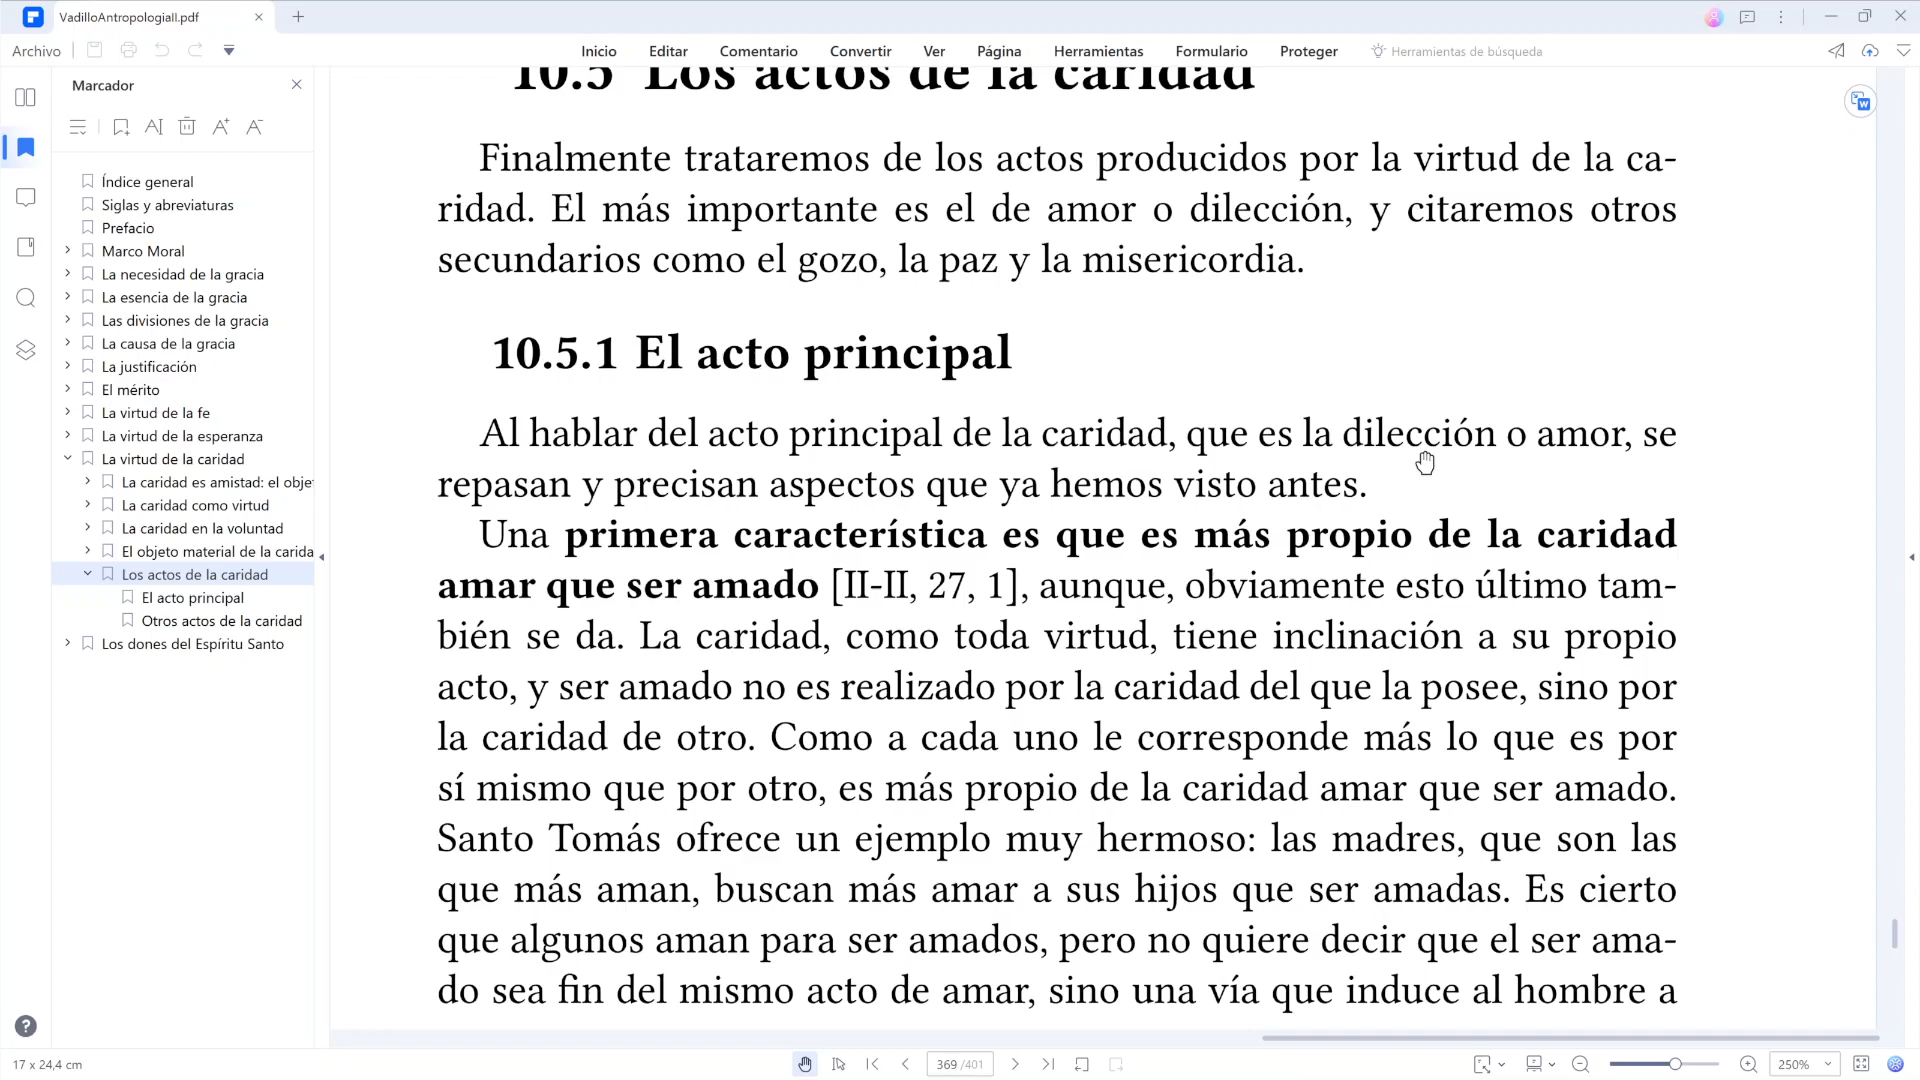 VadilloAntropologiaII.pdf
Archivo
Inicio
Editar
Comentario
Convertir
Ver
Página
Herramientas
Formulario
Proteger
Herramientas de búsqueda
Marcador
Índice general
Siglas y abreviaturas
Prefacio
Marco Moral
La necesidad de la gracia
La esencia de la gracia
Las divisiones de la gracia
La causa de la gracia
La justificación
El mérito
La virtud de la fe
La virtud de la esperanza
La virtud de la caridad
La caridad es amistad: el obje
La caridad como virtud
La caridad en la voluntad
El objeto material de la carida
Los actos de la caridad
El acto principal
Otros actos de la caridad
Los dones del Espíritu Santo
10.5 Los actos de la caridad
Finalmente trataremos de los actos producidos por la virtud de la ca-
ridad. El más importante es el de amor o dilección, y citaremos otros
secundarios como el gozo, la paz y la misericordia.
10.5.1 El acto principal
Al hablar del acto principal de la caridad, que es la dilección o amor, se
repasan y precisan aspectos que ya hemos visto antes.
Una primera característica es que es más propio de la caridad
amar que ser amado [II-II, 27, 1], aunque, obviamente esto último tam-
bién se da. La caridad, como toda virtud, tiene inclinación a su propio
acto, y ser amado no es realizado por la caridad del que la posee, sino por
la caridad de otro. Como a cada uno le corresponde más lo que es por
sí mismo que por otro, es más propio de la caridad amar que ser amado.
Santo Tomás ofrece un ejemplo muy hermoso: las madres, que son las
que más aman, buscan más amar a sus hijos que ser amadas. Es cierto
que algunos aman para ser amados, pero no quiere decir que el ser ama-
do sea fin del mismo acto de amar, sino una vía que induce al hombre a
17 x 24,4 cm
369 /401
250%